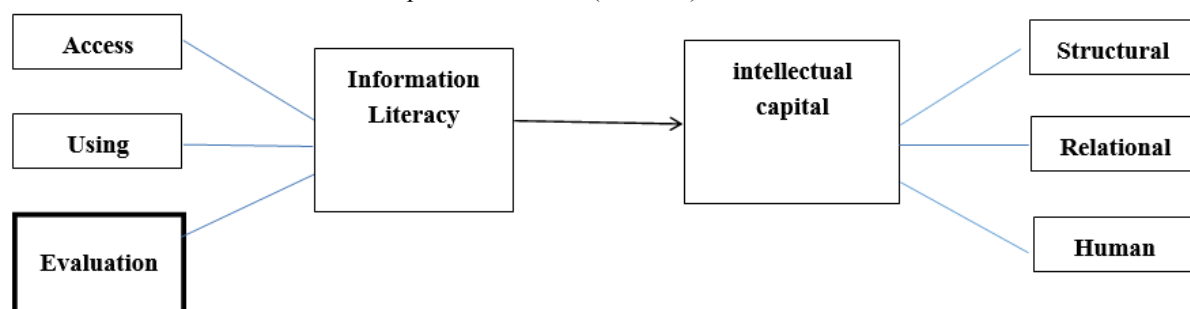 Access
Using
Evaluation
Information
Literacy
intellectual
capital
Structural
Relational
Human